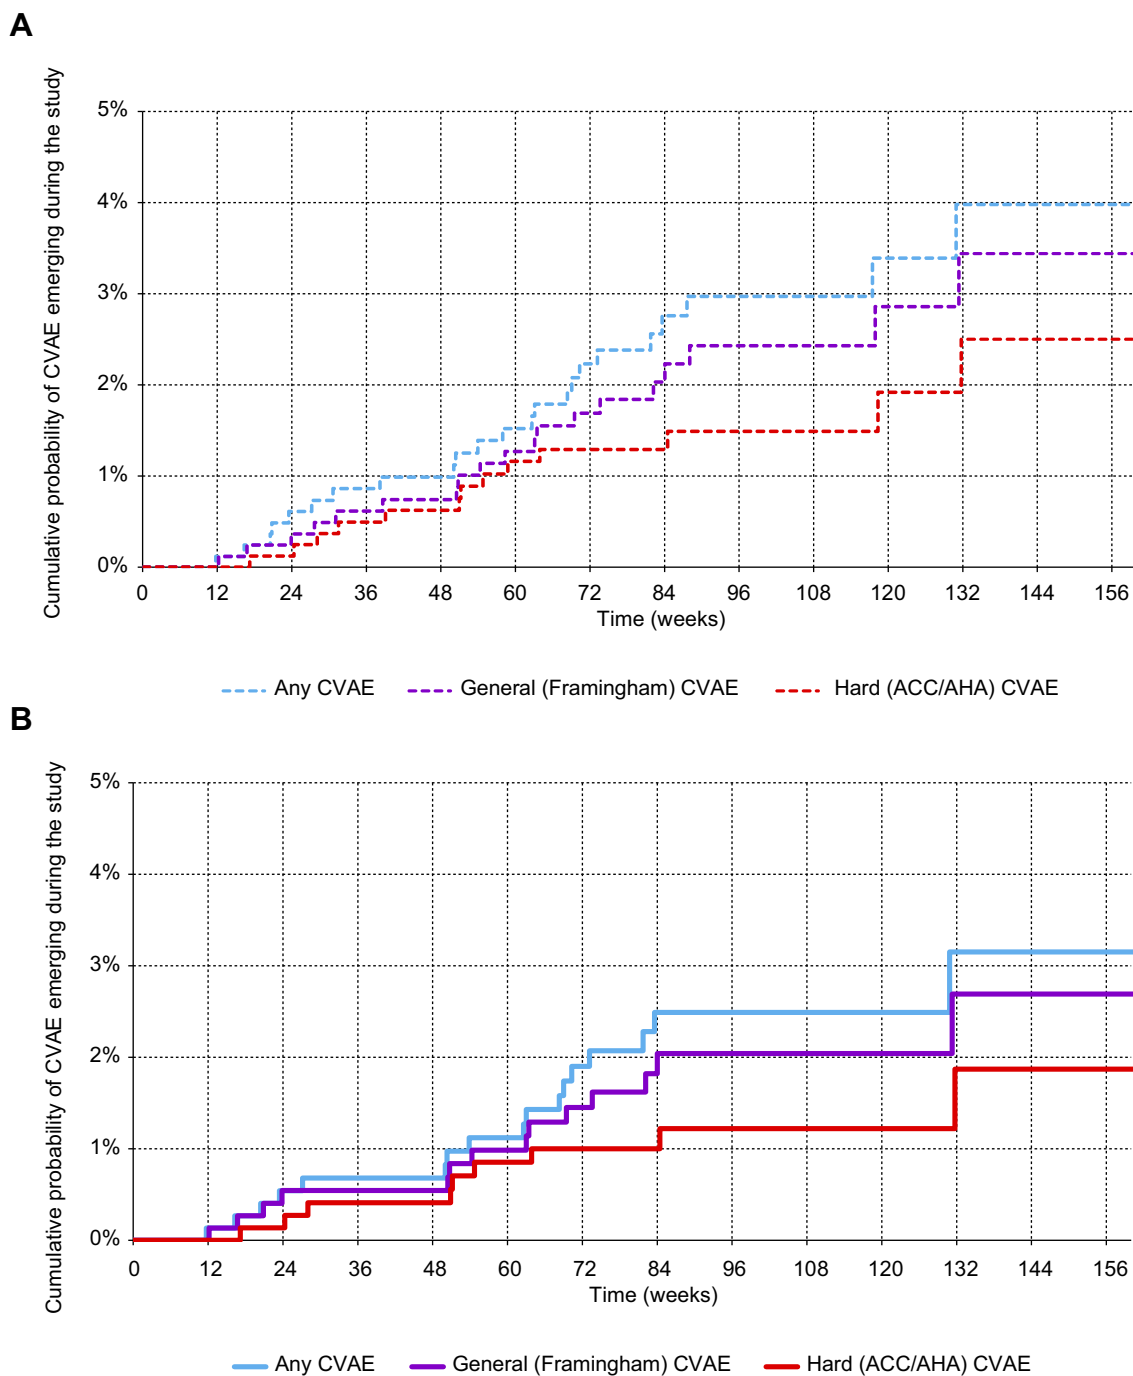 A
Cumulative probability of CVAE emerging during the study
5%
4%
3%
2%
1%
0%
0 12 24 36 48 60 72 84 96 108 120 132 144 156
Time (weeks)
Any CVAE General (Framingham) CVAE Hard (ACC/AHA) CVAE
B
Cumulative probability of CVAE emerging during the study
5%
4%
3%
2%
1%
0%
0 12 24 36 48 60 72 84 96 108 120 132 144 156
Time (weeks)
Any CVAE General (Framingham) CVAE Hard (ACC/AHA) CVAE